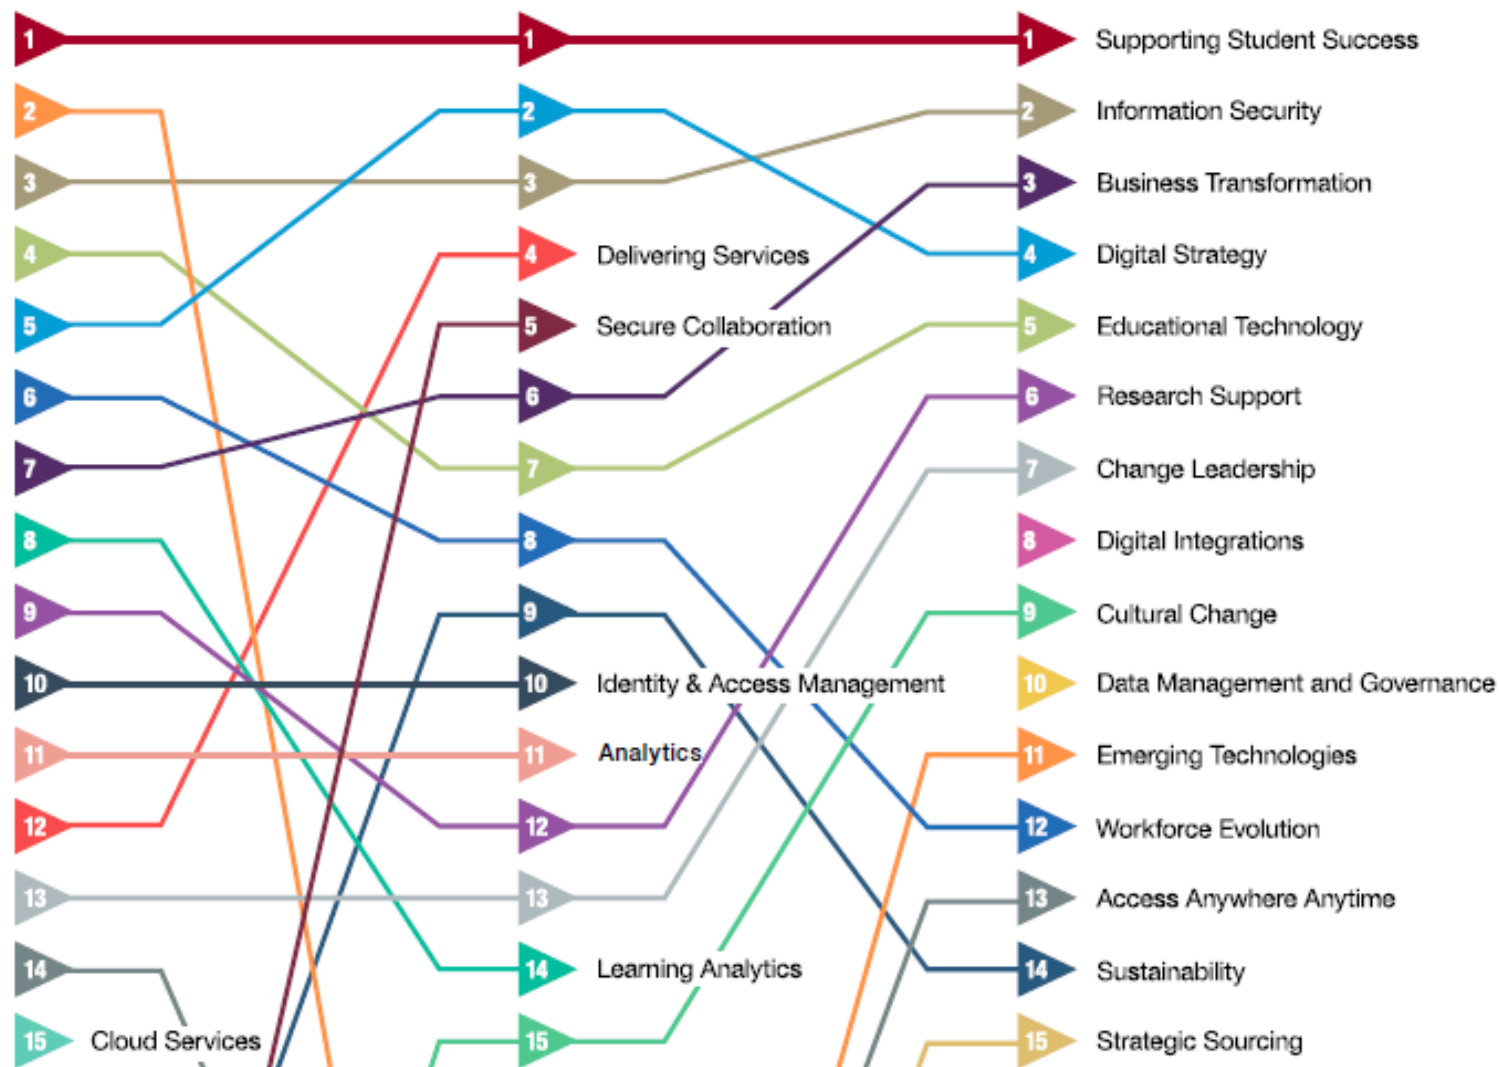 1 1 1 Supporting Student Success
2 2 2 Information Security
3 3 3 Business Transformation
4 4 Delivering Services 4 Digital Strategy
5 5 Secure Collaboration 5 Educational Technology
6 6 6 Research Support
7 7 7 Change Leadership
8 8 8 Digital Integrations
9 9 9 Cultural Change
10 10 Identity & Access Management 10 Data Management and Governance
11 11 Analytics 11 Emerging Technologies
12 12 12 Workforce Evolution
13 13 13 Access Anywhere Anytime
14 14 Learning Analytics 14 Sustainability
15 Cloud Services 15 15 Strategic Sourcing